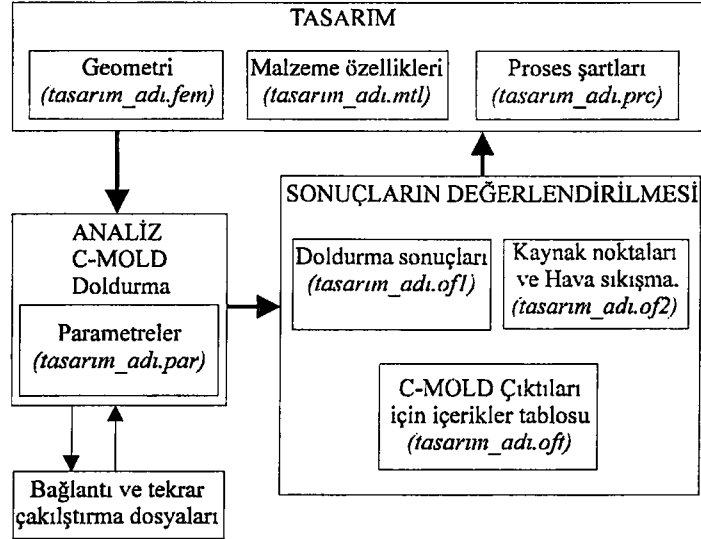 TASARIM
Geometri
(tasarım_adı.fem)
Malzeme özellikleri
(tasarım_adı.mtl)
Proses şartları
(tasarım_adı.prc)
ANALİZ
C-MOLD
Doldurma
Parametreler
(tasarım_adı.par)
Bağlantı ve tekrar
çakılştırma dosyaları
SONUÇLARIN DEĞERLENDİRİLMESİ
Doldurma sonuçları
(tasarım_adı.of1)
Kaynak noktaları
ve Hava sıkışma.
(tasarım_adı.of2)
C-MOLD Çıktıları
için içerikler tablosu
(tasarım_adı.oft)